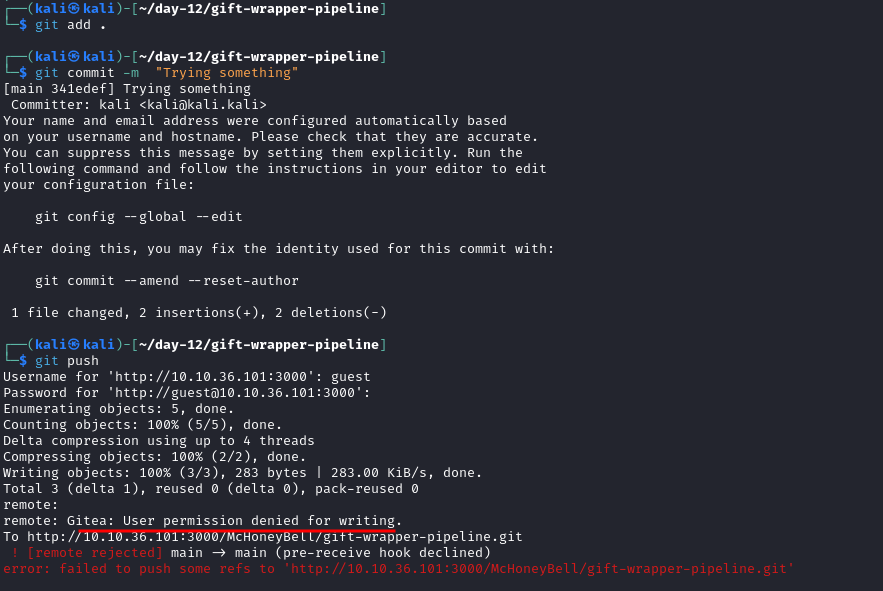 ┌──(kali㉿kali)-[~/day-12/gift-wrapper-pipeline]
└─$ git add .
┌──(kali㉿kali)-[~/day-12/gift-wrapper-pipeline]
└─$ git commit -m  "Trying something"
[main 341edef] Trying something
 Committer: kali <kali@kali.kali>
Your name and email address were configured automatically based
on your username and hostname. Please check that they are accurate.
You can suppress this message by setting them explicitly. Run the
following command and follow the instructions in your editor to edit
your configuration file:
    git config --global --edit
After doing this, you may fix the identity used for this commit with:
    git commit --amend --reset-author
 1 file changed, 2 insertions(+), 2 deletions(-)
┌──(kali㉿kali)-[~/day-12/gift-wrapper-pipeline]
└─$ git push
Username for 'http://10.10.36.101:3000': guest
Password for 'http://guest@10.10.36.101:3000':
Enumerating objects: 5, done.
Counting objects: 100% (5/5), done.
Delta compression using up to 4 threads
Compressing objects: 100% (2/2), done.
Writing objects: 100% (3/3), 283 bytes | 283.00 KiB/s, done.
Total 3 (delta 1), reused 0 (delta 0), pack-reused 0
remote:
remote: Gitea: User permission denied for writing.
To http://10.10.36.101:3000/McHoneyBell/gift-wrapper-pipeline.git
 ! [remote rejected] main -> main (pre-receive hook declined)
error: failed to push some refs to 'http://10.10.36.101:3000/McHoneyBell/gift-wrapper-pipeline.git'